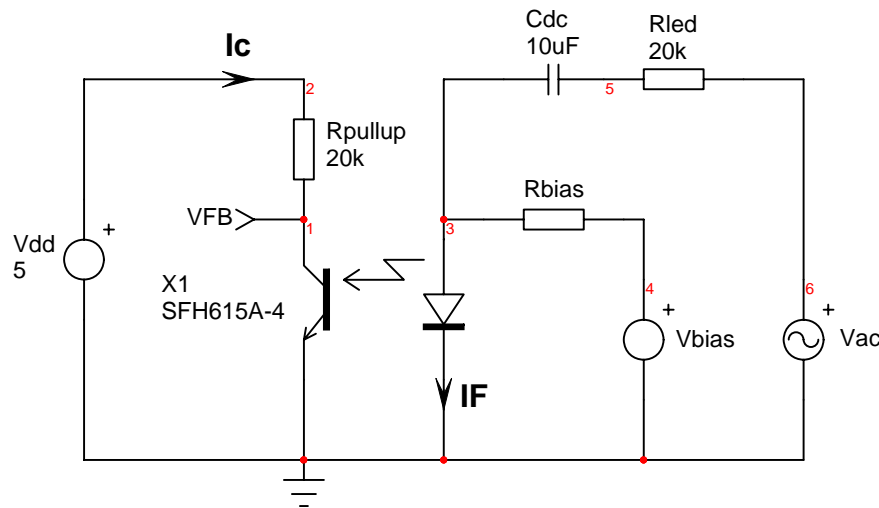 Cdc
10uF
Rled
20k
Ic
2
5
Rpullup
20k
Rbias
VFB
1
3
Vdd
5
+
X1
SFH615A-4
4
+
Vbias
6
+
Vac
IF